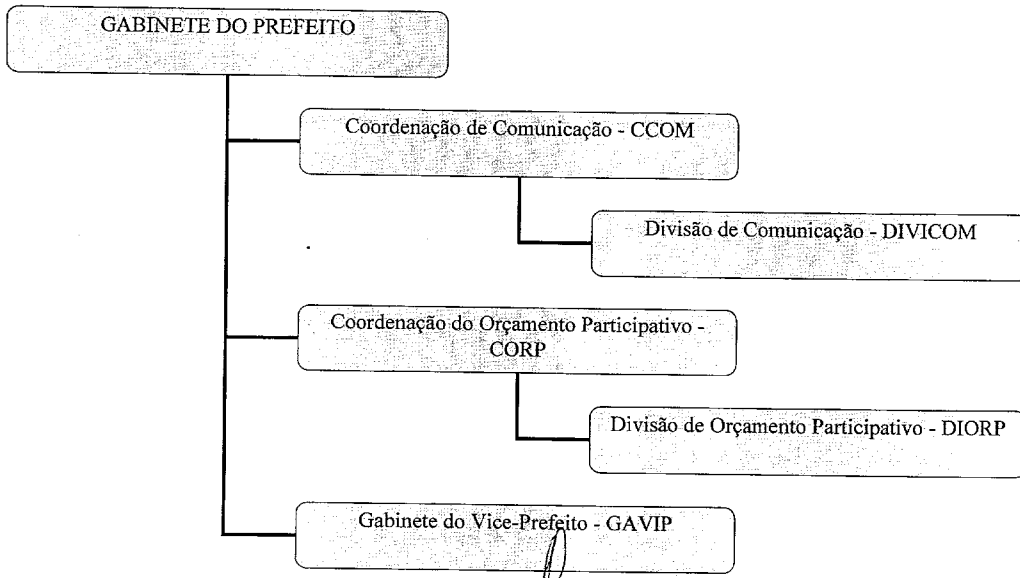 GABINETE DO PREFEITO
Coordenação de Comunicação - CCOM
Divisão de Comunicação - DIVICOM
Coordenação do Orçamento Participativo -
CORP
Divisão de Orçamento Participativo - DIORP
Gabinete do Vice-Prefeito - GAVIP